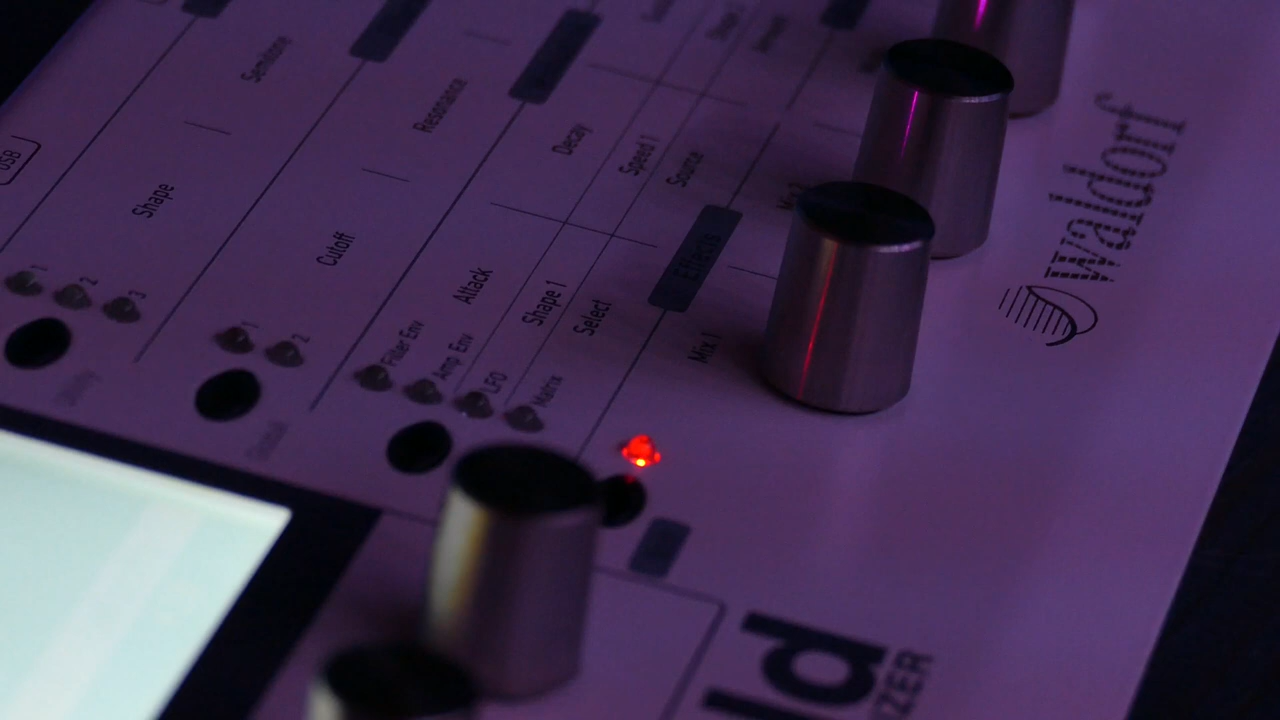 USB
Semitone
Shape
Resonance
Cutoff
Decay
Attack
Speed 1
Shape 1
Source
Select
Effects
Mix 1
1
2
3
1
2
Filter Env
Amp Env
LFO
Matrix
waldorf
ld
IZER